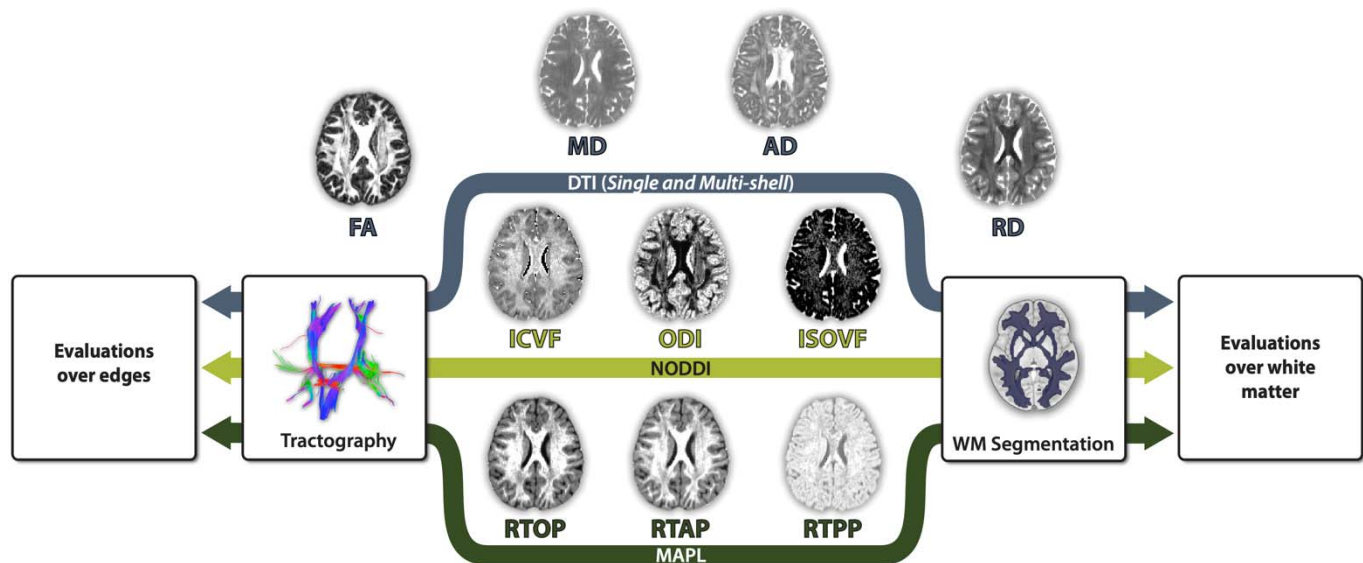 MD
AD
FA
DTI (Single and Multi-shell)
RD
ICVF
ODI
ISOVF
Evaluations
over edges
Tractography
NODDI
WM Segmentation
Evaluations
over white
matter
RTOP
RTAP
RTPP
MAPL